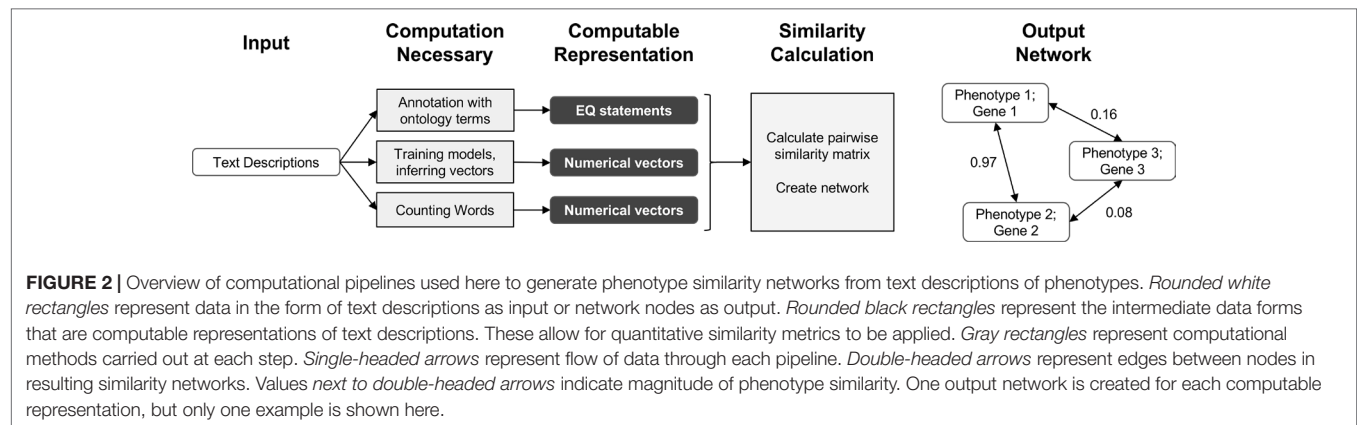 Input
Computation
Necessary
Computable
Representation
Similarity
Calculation
Output
Network
Text Descriptions
Annotation with
ontology terms
Training models,
inferring vectors
Counting Words
EQ statements
Numerical vectors
Numerical vectors
Calculate pairwise
similarity matrix
Create network
Phenotype 1;
Gene 1
0.16
Phenotype 3;
Gene 3
0.97
Phenotype 2;
Gene 2
0.08
FIGURE 2 | Overview of computational pipelines used here to generate phenotype similarity networks from text descriptions of phenotypes. Rounded white
rectangles represent data in the form of text descriptions as input or network nodes as output. Rounded black rectangles represent the intermediate data forms
that are computable representations of text descriptions. These allow for quantitative similarity metrics to be applied. Gray rectangles represent computational
methods carried out at each step. Single-headed arrows represent flow of data through each pipeline. Double-headed arrows represent edges between nodes in
resulting similarity networks. Values next to double-headed arrows indicate magnitude of phenotype similarity. One output network is created for each computable
representation, but only one example is shown here.